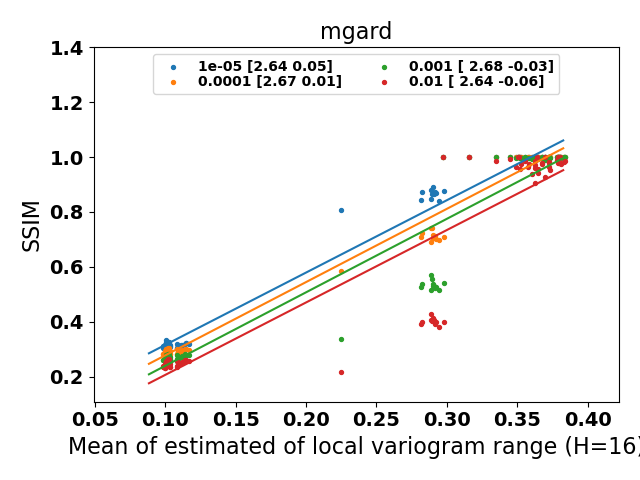 mgard
1.4
1.2
1.0
0.8
0.6
0.4
0.2
SSIM
1e-05 [2.64 0.05]
0.0001 [2.67 0.01]
0.001 [ 2.68 -0.03]
0.01 [ 2.64 -0.06]
0.05 0.10 0.15 0.20 0.25 0.30 0.35 0.40
Mean of estimated of local variogram range (H=16)